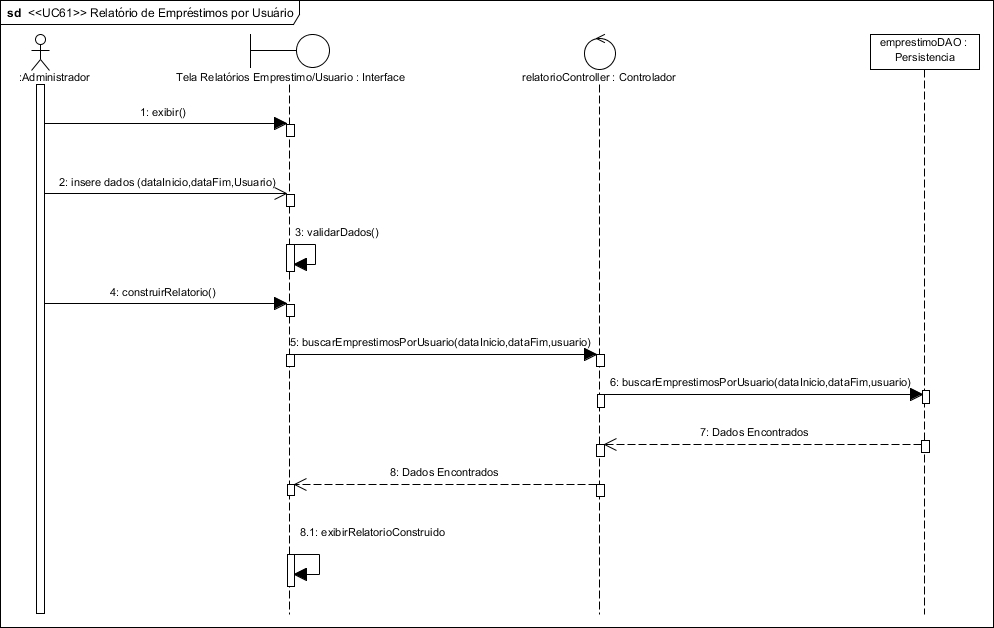 sd <<UC61>> Relatório de Empréstimos por Usuário
:Administrador
Tela Relatórios Emprestimo/Usuario : Interface
relatorioController : Controlador
emprestimoDAO :
Persistencia
1: exibir()
2: insere dados (dataInicio,dataFim,Usuario)
3: validarDados()
4: construirRelatorio()
5: buscarEmprestimosPorUsuario(dataInicio,dataFim,usuario)
6: buscarEmprestimosPorUsuario(dataInicio,dataFim,usuario)
7: Dados Encontrados
8: Dados Encontrados
8.1: exibirRelatorioConstruido